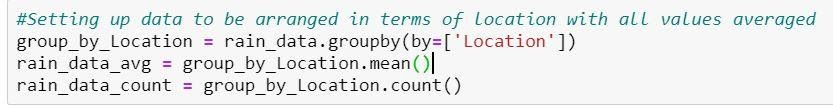 #Setting up data to be arranged in terms of location with all values averaged
group_by_Location = rain_data.groupby(by=['Location'])
rain_data_avg = group_by_Location.mean()
rain_data_count = group_by_Location.count()